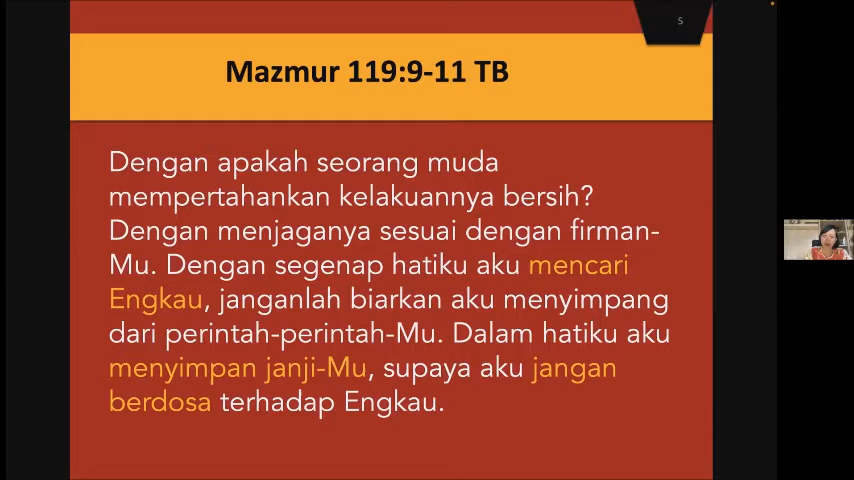 5
Mazmur 119:9-11 TB
Dengan apakah seorang muda
mempertahankan kelakuannya bersih?
Dengan menjaganya sesuai dengan firman-
Mu. Dengan segenap hatiku aku mencari
Engkau, janganlah biarkan aku menyimpang
dari perintah-perintah-Mu. Dalam hatiku aku
menyimpan janji-Mu, supaya aku jangan
berdosa terhadap Engkau.